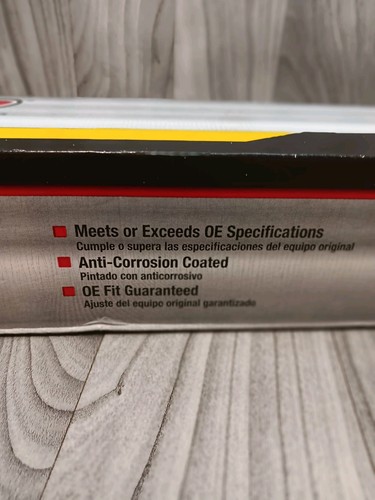 Meets or Exceeds OE Specifications
Cumple o supera las especificaciones del equipo original
Anti-Corrosion Coated
Pintado con anticorrosivo
OE Fit Guaranteed
Ajuste del equipo original garantizado